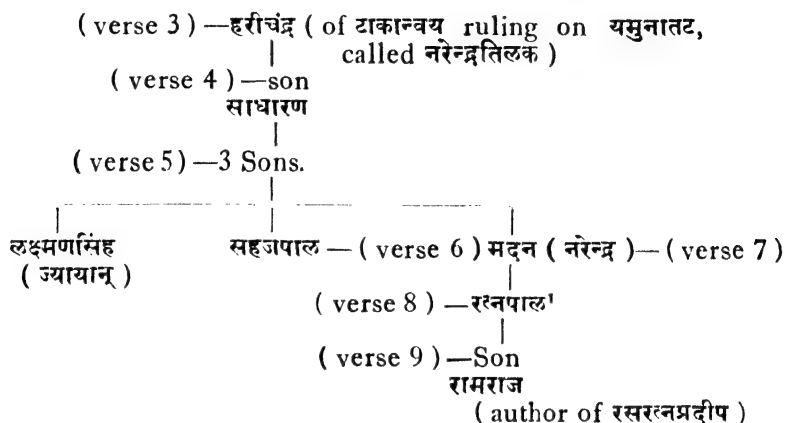 ( verse 3 ) —हरीचंद्र ( of टाकान्वय ruling on यमुनातट,
called नरेन्द्रतिलक )
( verse 4 ) —son
साधारण
( verse 5 ) —3 Sons.
लक्ष्मणसिंह सहजपाल — ( verse 6 ) मदन ( नरेन्द्र )—( verse 7 )
( ज्यायान् )
( verse 8 ) —रत्नपाल¹
( verse 9 ) —Son
रामराज
( author of रसरत्नप्रदीप )